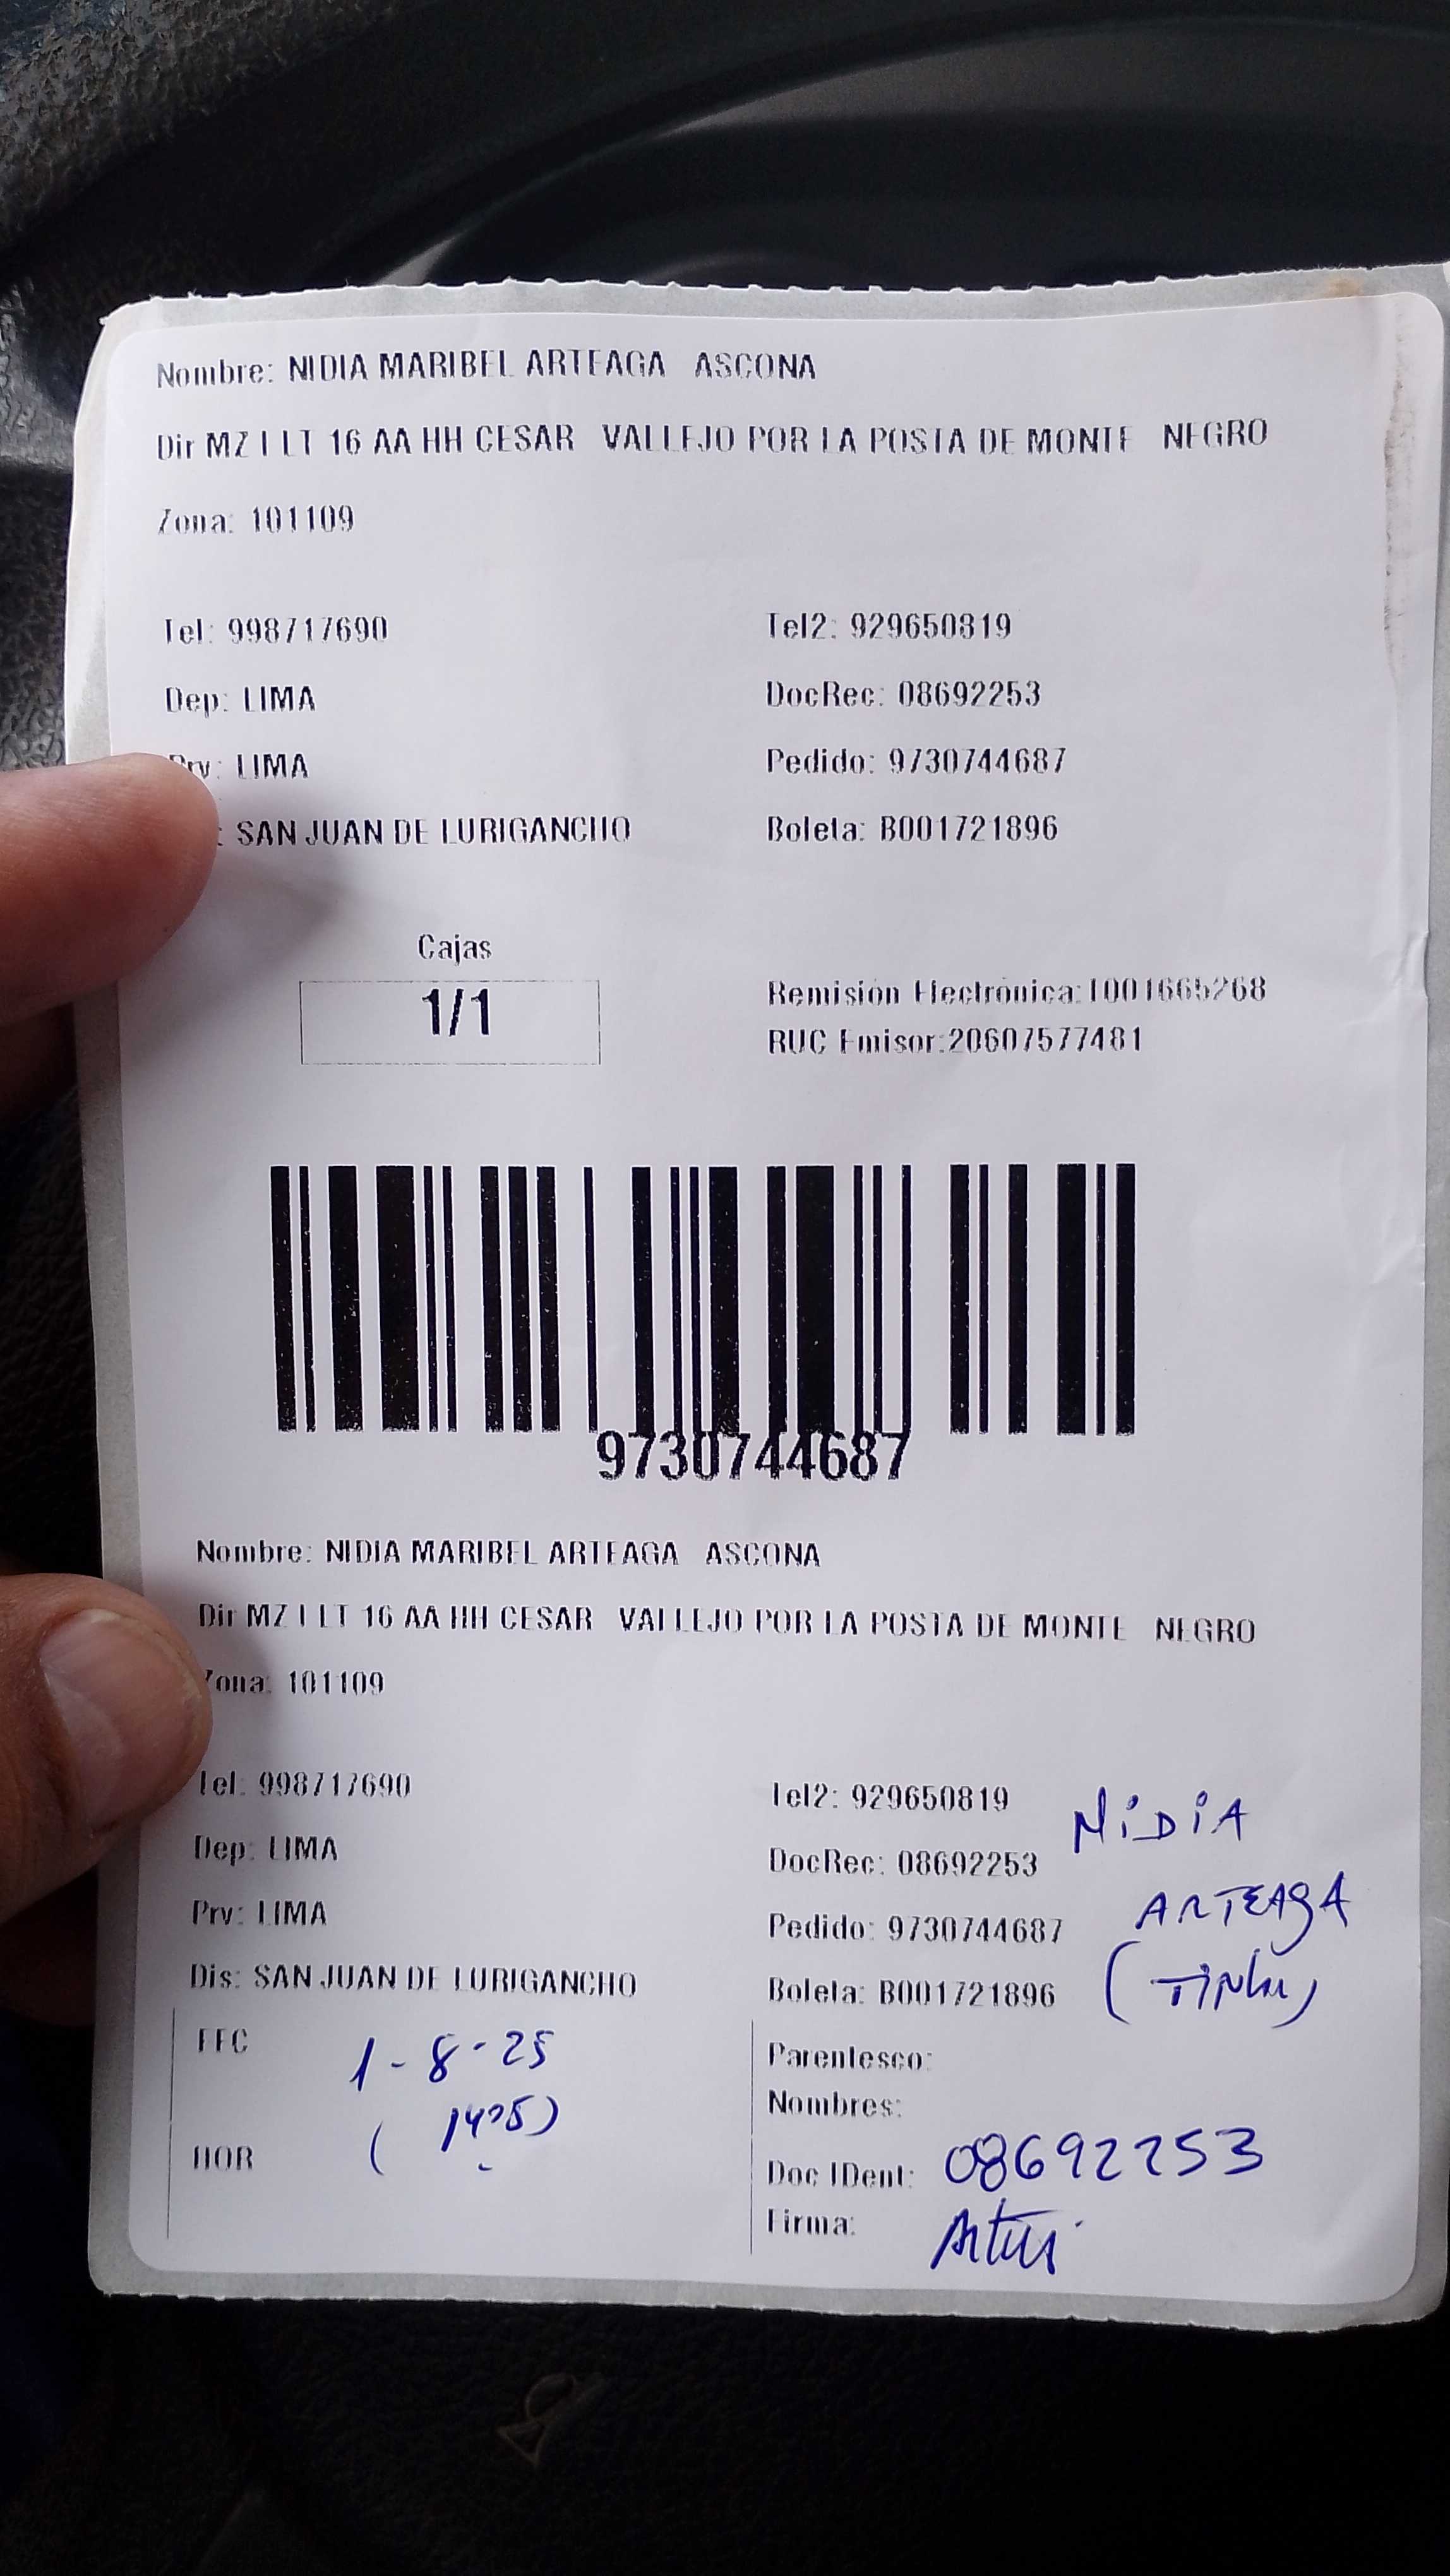 Nombre: NIDIA MARIBEL ARTEAGA ASCONA
Dir MZ I LT 16 AA HH CESAR VALLEJO POR LA POSTA DE MONTE NEGRO
Zona: 101109
Tel: 998717690 Tel2: 929650819
Dep: LIMA DocRec: 08692253
Prv: LIMA Pedido: 9730744687
: SAN JUAN DE LURIGANCHO Boleta: B001721896
Cajas
1/1
Remisión Electrónica:T001665268
RUC Emisor:20607577481
9730744687
Nombre: NIDIA MARIBEL ARTEAGA ASCONA
Dir MZ I LT 16 AA HH CESAR VALLEJO POR LA POSTA DE MONTE NEGRO
Zona: 101109
Tel: 998717690 Tel2: 929650819 NiDiA
Dep: LIMA DocRec: 08692253
Prv: LIMA Pedido: 9730744687 ARTEAGA
Dis: SAN JUAN DE LURIGANCHO Boleta: B001721896
FEC 1-8-25 Parentesco:
Nombres:
HOR Doc IDent: 08692253
Firma: